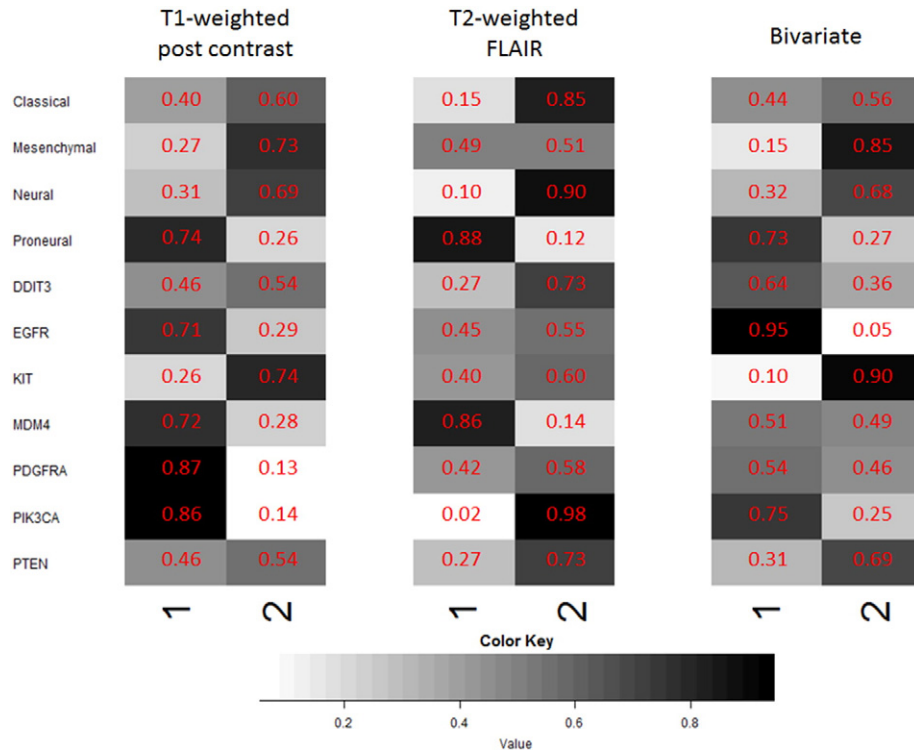 T1-weighted
post contrast
T2-weighted
FLAIR
Bivariate
Classical 0.40 0.60 0.15 0.85 0.44 0.56
Mesenchymal 0.27 0.73 0.49 0.51 0.15 0.85
Neural 0.31 0.69 0.10 0.90 0.32 0.68
Proneural 0.74 0.26 0.88 0.12 0.73 0.27
DDIT3 0.46 0.54 0.27 0.73 0.64 0.36
EGFR 0.71 0.29 0.45 0.55 0.95 0.05
KIT 0.26 0.74 0.40 0.60 0.10 0.90
MDM4 0.72 0.28 0.86 0.14 0.51 0.49
PDGFRA 0.87 0.13 0.42 0.58 0.54 0.46
PIK3CA 0.86 0.14 0.02 0.98 0.75 0.25
PTEN 0.46 0.54 0.27 0.73 0.31 0.69
1 2 1 2 1 2
Color Key
0.2 0.4 0.6 0.8
Value